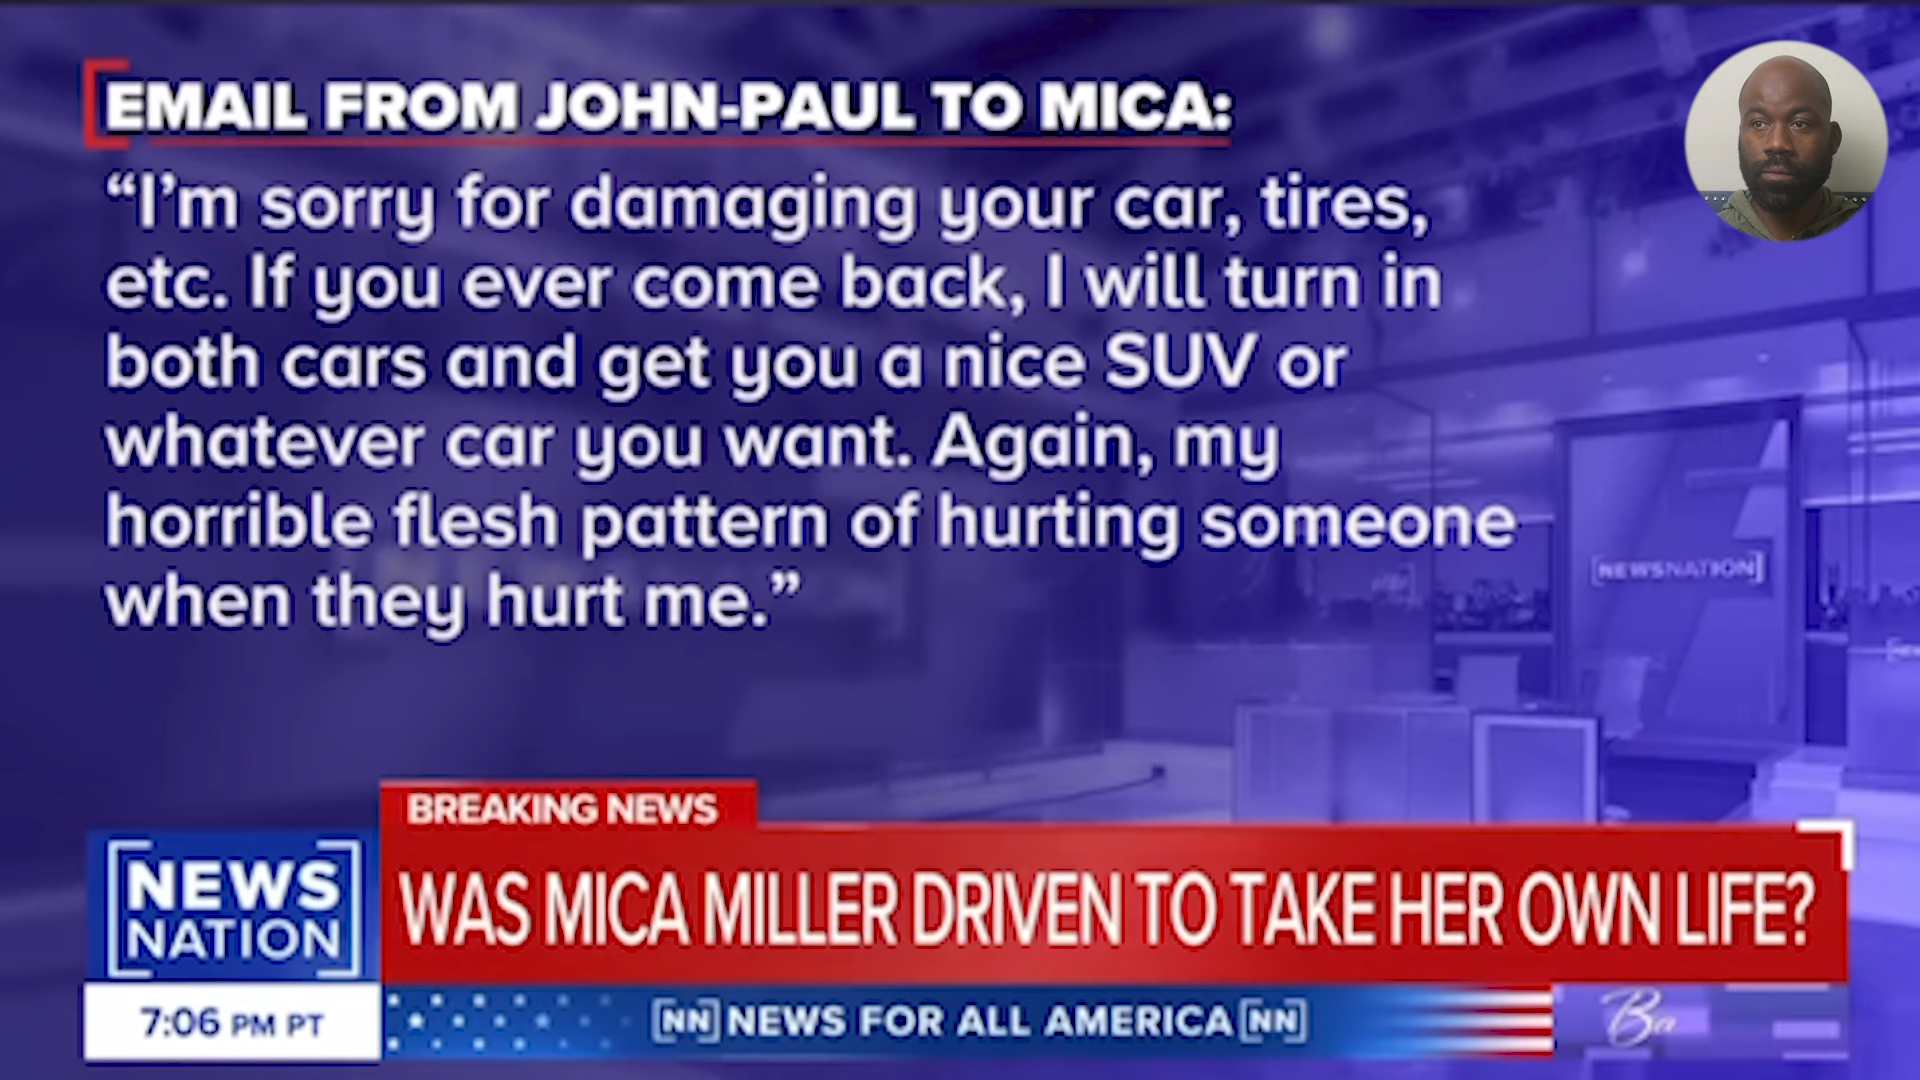 EMAIL FROM JOHN-PAUL TO MICA:
“I’m sorry for damaging your car, tires,
etc. If you ever come back, I will turn in
both cars and get you a nice SUV or
whatever car you want. Again, my
horrible flesh pattern of hurting someone
when they hurt me.”
[NEWSNATION]
BREAKING NEWS
WAS MICA MILLER DRIVEN TO TAKE HER OWN LIFE?
NEWS
NATION
7:06 PM PT
[NN] NEWS FOR ALL AMERICA [NN]